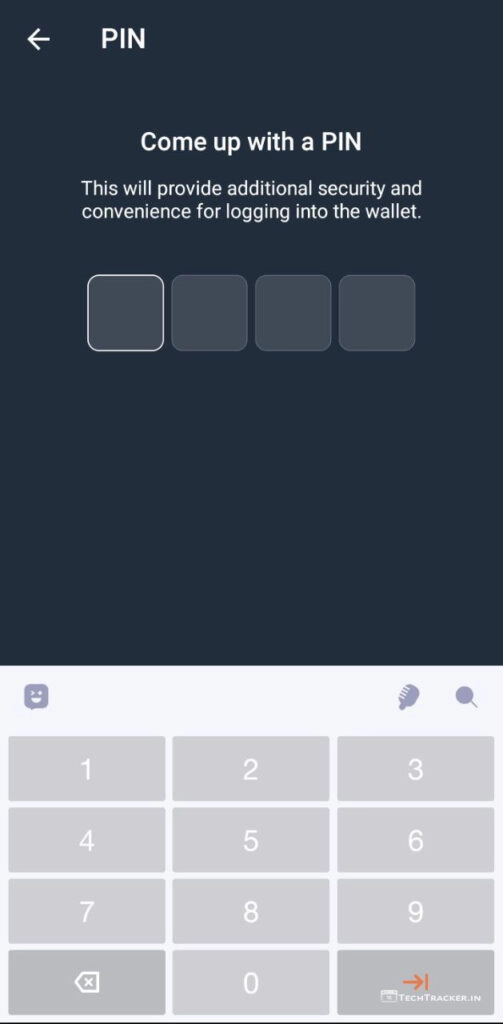 PIN
Come up with a PIN
This will provide additional security and
convenience for logging into the wallet.
1 2 3
4 5 6
7 8 9
0
TechTracker.in